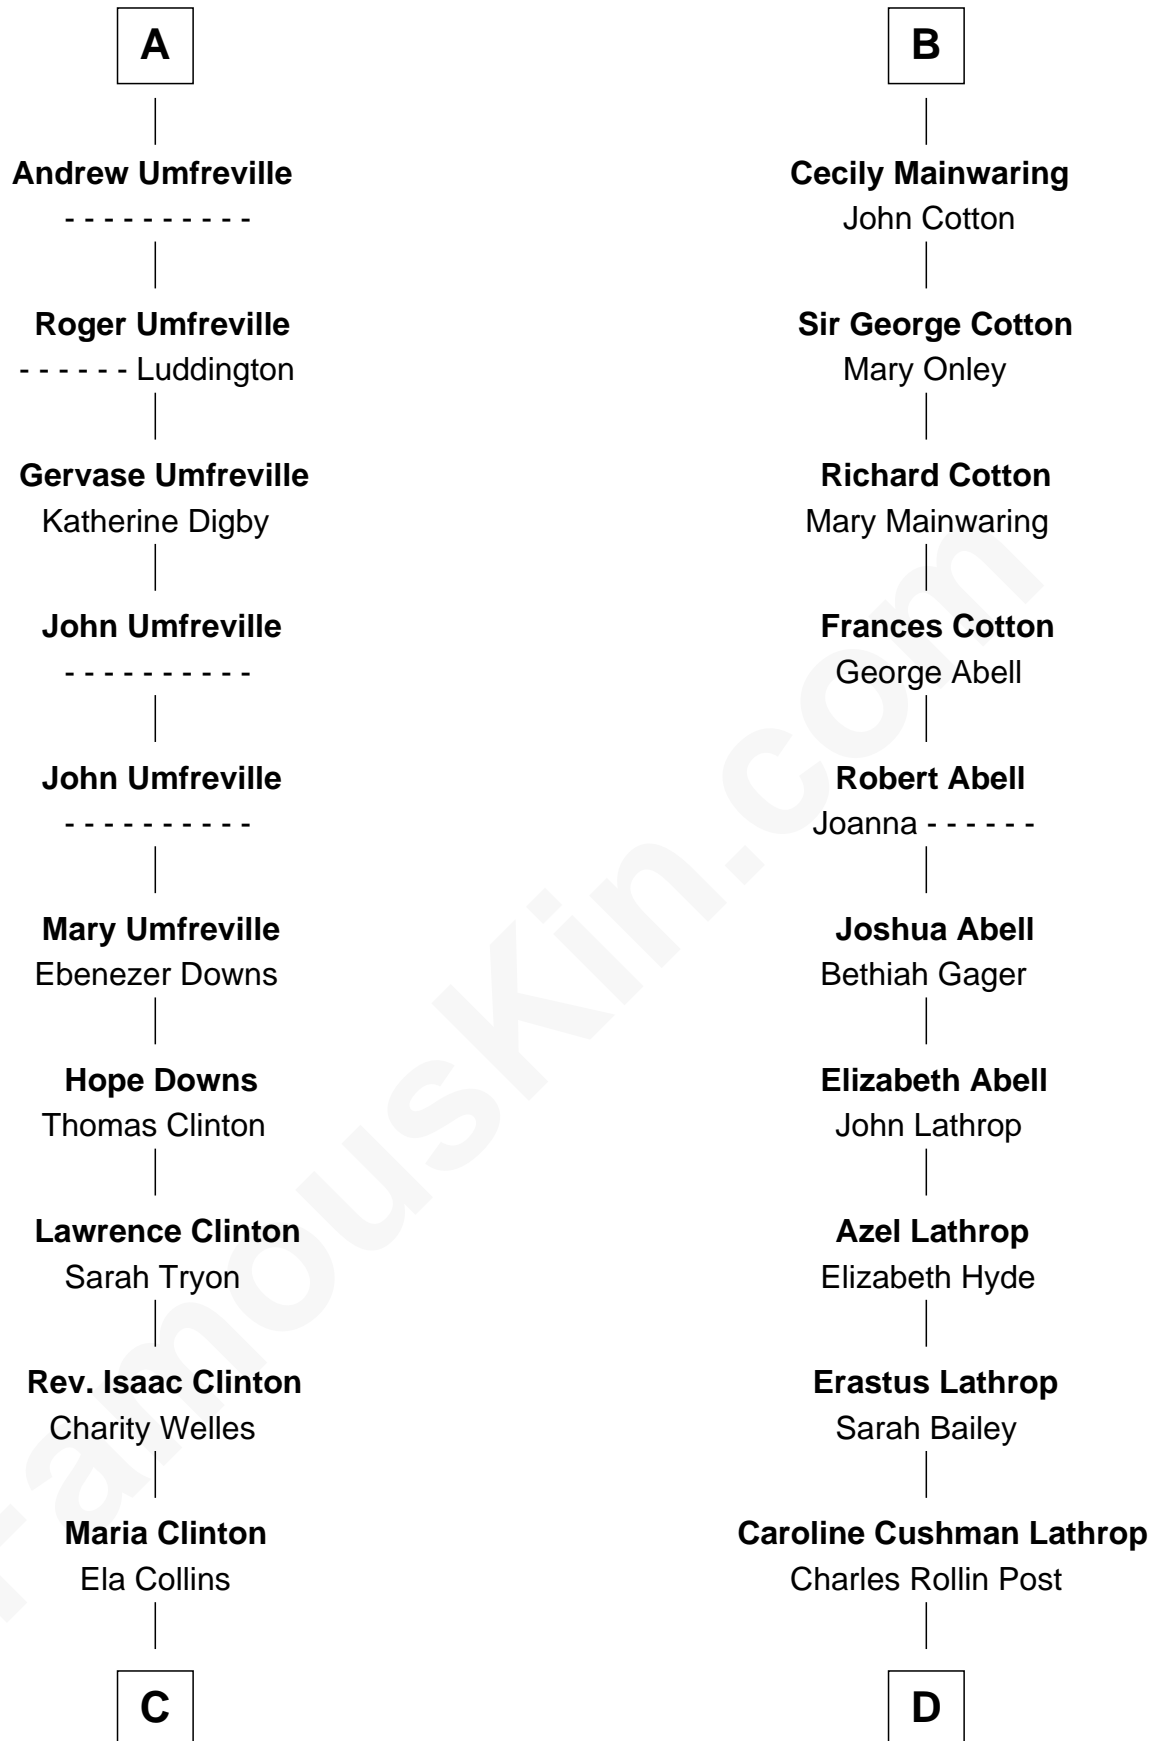 A
Andrew Umfreville
- - - - - - - - - -
Roger Umfreville
- - - - - - Luddington
Gervase Umfreville
Katherine Digby
John Umfreville
- - - - - - - - - -
John Umfreville
- - - - - - - - - -
Mary Umfreville
Ebenezer Downs
Hope Downs
Thomas Clinton
Lawrence Clinton
Sarah Tryon
Rev. Isaac Clinton
Charity Welles
Maria Clinton
Ela Collins
C
B
Cecily Mainwaring
John Cotton
Sir George Cotton
Mary Onley
Richard Cotton
Mary Mainwaring
Frances Cotton
George Abell
Robert Abell
Joanna - - - - - -
Joshua Abell
Bethiah Gager
Elizabeth Abell
John Lathrop
Azel Lathrop
Elizabeth Hyde
Erastus Lathrop
Sarah Bailey
Caroline Cushman Lathrop
Charles Rollin Post
D
FamousKin.com